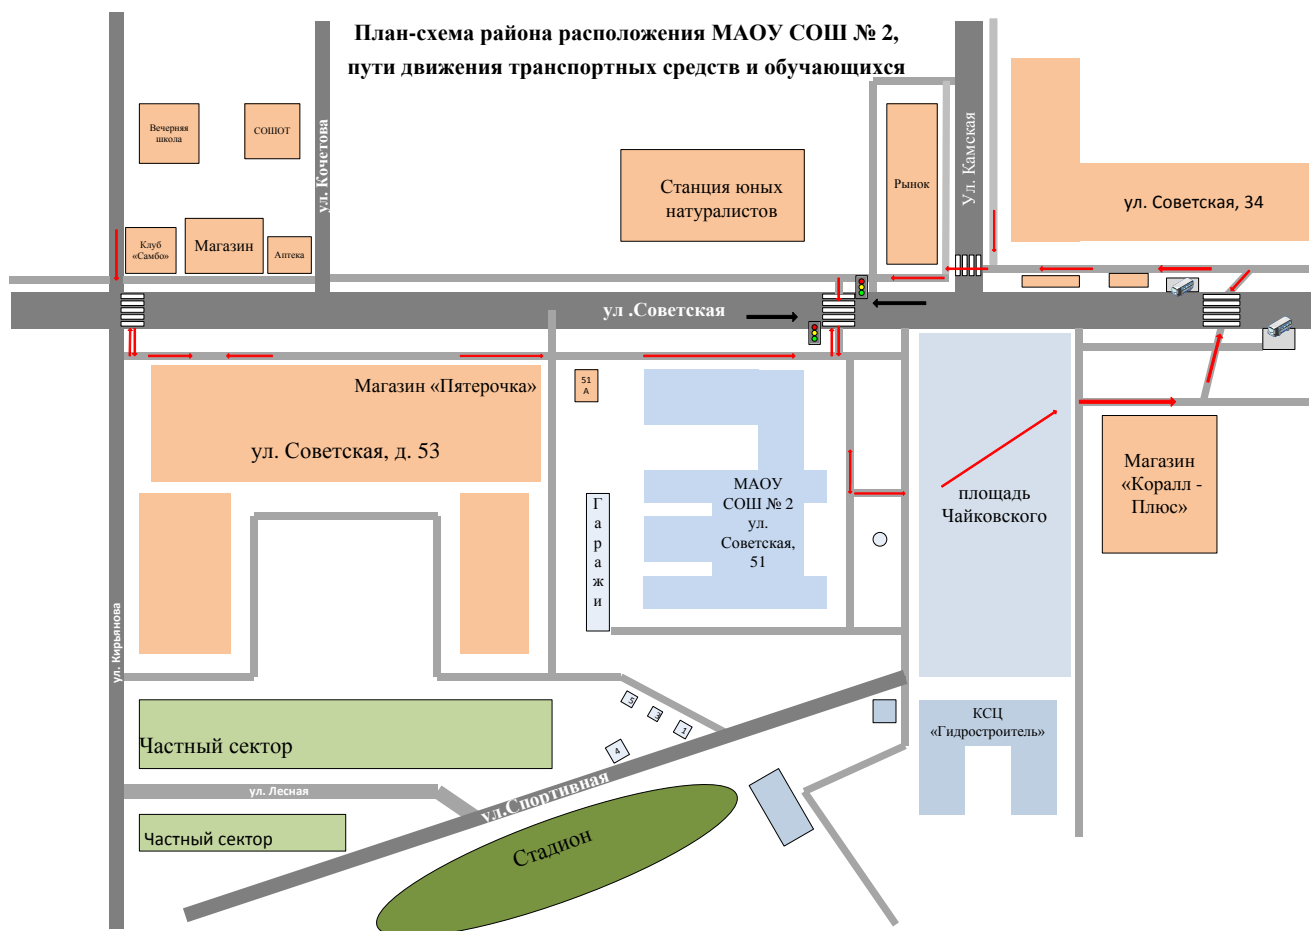 План-схема района расположения МАОУ СОШ № 2,
пути движения транспортных средств и обучающихся
Вечерняя
школа
СОШОТ
ул. Кочетова
Станция юных
натуралистов
Рынок
Ул. Камская
ул. Советская, 34
Клуб
«Самбо»
Магазин
Аптека
ул .Советская
Магазин «Пятерочка»
51
А
ул. Советская, д. 53
МАОУ
СОШ № 2
ул.
Советская,
51
Гаражи
площадь
Чайковского
Магазин
«Коралл -
Плюс»
ул. Кирьянова
5
3
1
4
КСЦ
«Гидростроитель»
Частный сектор
ул. Лесная
ул.Спортивная
Частный сектор
Стадион